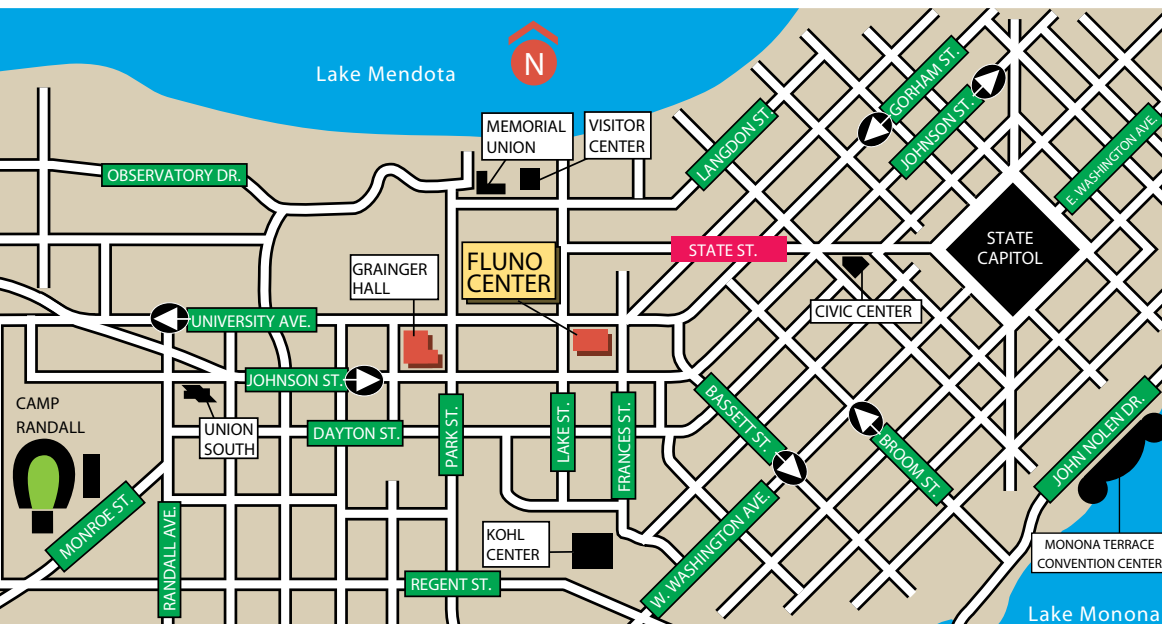 Lake Mendota
N
MEMORIAL
UNION
VISITOR
CENTER
LANGDON ST.
GORHAM ST.
JOHNSON ST.
E. WASHINGTON AVE.
OBSERVATORY DR.
STATE ST.
STATE
CAPITOL
GRAINGER
HALL
FLUNO
CENTER
CIVIC CENTER
UNIVERSITY AVE.
JOHNSON ST.
CAMP
RANDALL
UNION
SOUTH
DAYTON ST.
PARK ST.
LAKE ST.
FRANCES ST.
BASSETT ST.
BROOM ST.
JOHN NOLEN DR.
MONROE ST.
RANDALL AVE.
KOHL
CENTER
W. WASHINGTON AVE.
REGENT ST.
MONONA TERRACE
CONVENTION CENTER
Lake Monona